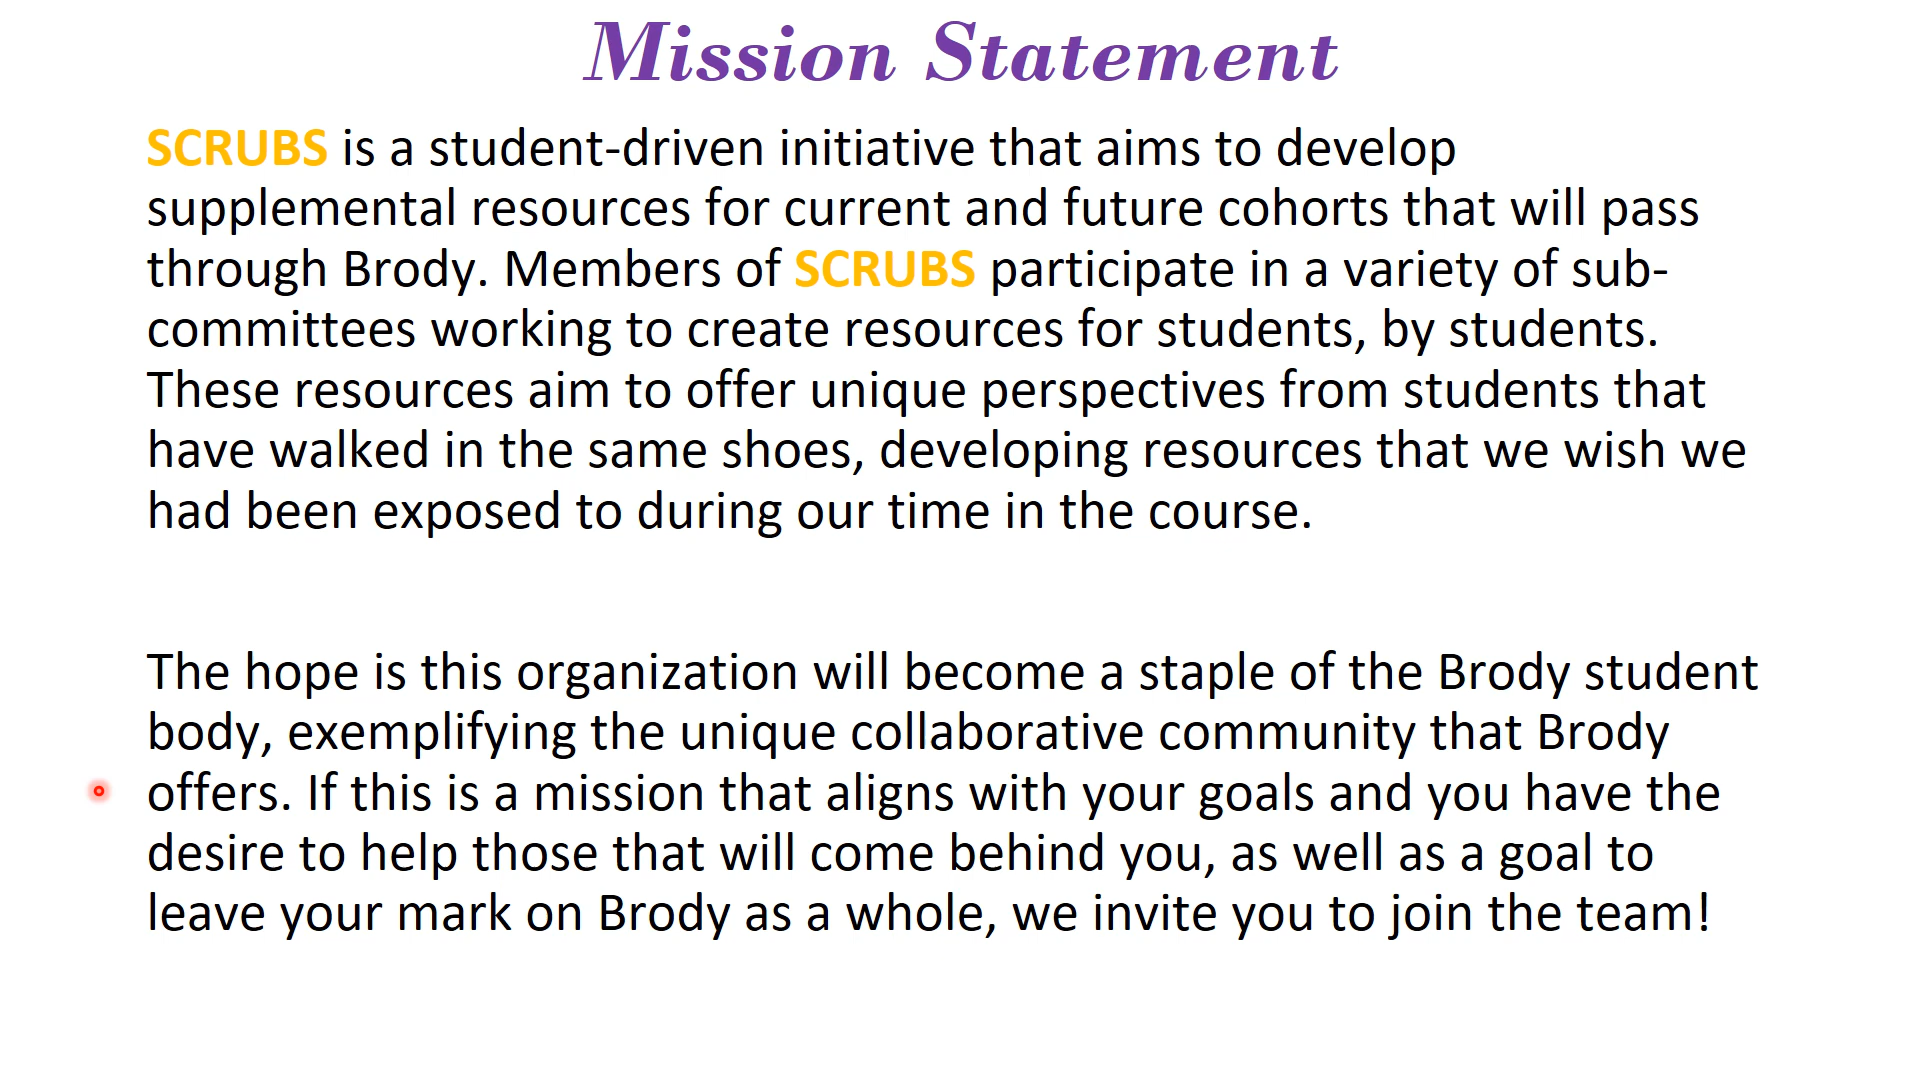 Mission Statement
SCRUBS is a student-driven initiative that aims to develop
supplemental resources for current and future cohorts that will pass
through Brody. Members of SCRUBS participate in a variety of sub-
committees working to create resources for students, by students.
These resources aim to offer unique perspectives from students that
have walked in the same shoes, developing resources that we wish we
had been exposed to during our time in the course.
The hope is this organization will become a staple of the Brody student
body, exemplifying the unique collaborative community that Brody
offers. If this is a mission that aligns with your goals and you have the
desire to help those that will come behind you, as well as a goal to
leave your mark on Brody as a whole, we invite you to join the team!